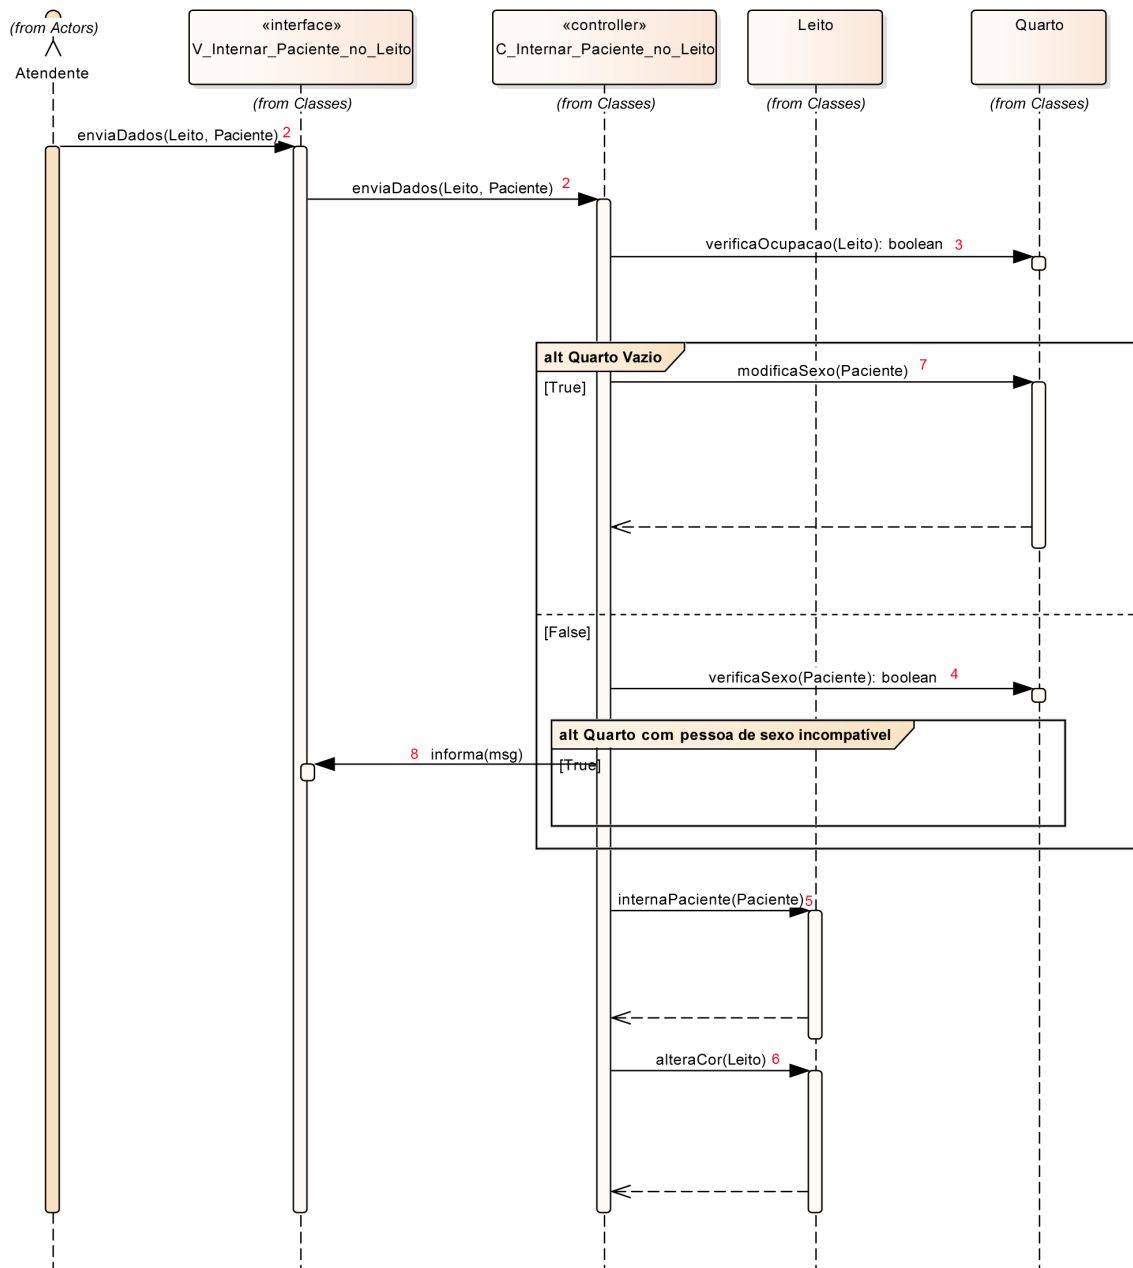 (from Actors)
Atendente
«interface»
V_Internar_Paciente_no_Leito
(from Classes)
«controller»
C_Internar_Paciente_no_Leito
(from Classes)
Leito
(from Classes)
Quarto
(from Classes)
enviaDados(Leito, Paciente) 2
enviaDados(Leito, Paciente) 2
verificaOcupacao(Leito): boolean 3
alt Quarto Vazio
modificaSexo(Paciente) 7
[True]
[False]
verificaSexo(Paciente): boolean 4
alt Quarto com pessoa de sexo incompatível
8 informa(msg)
[True]
internaPaciente(Paciente) 5
alteraCor(Leito) 6